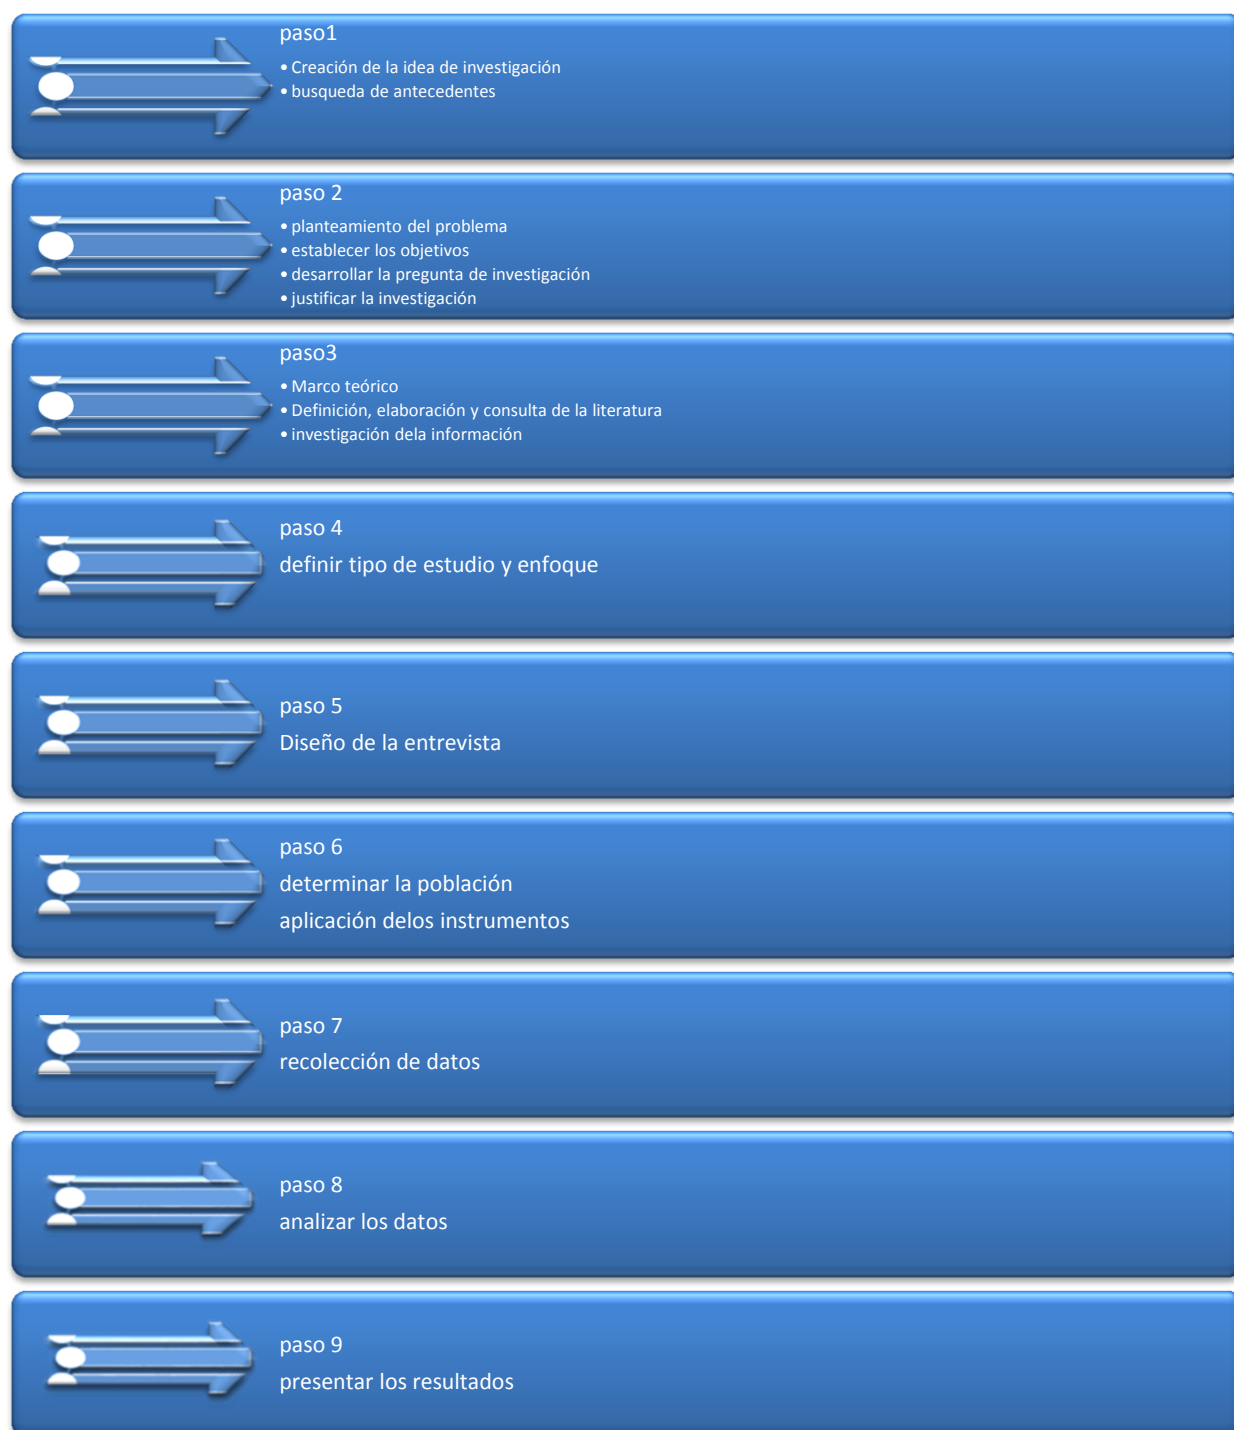 paso1
• Creación de la idea de investigación
• busqueda de antecedentes
paso 2
• planteamiento del problema
• establecer los objetivos
• desarrollar la pregunta de investigación
• justificar la investigación
paso3
• Marco teórico
• Definición, elaboración y consulta de la literatura
• investigación dela información
paso 4
definir tipo de estudio y enfoque
paso 5
Diseño de la entrevista
paso 6
determinar la población
aplicación delos instrumentos
paso 7
recolección de datos
paso 8
analizar los datos
paso 9
presentar los resultados